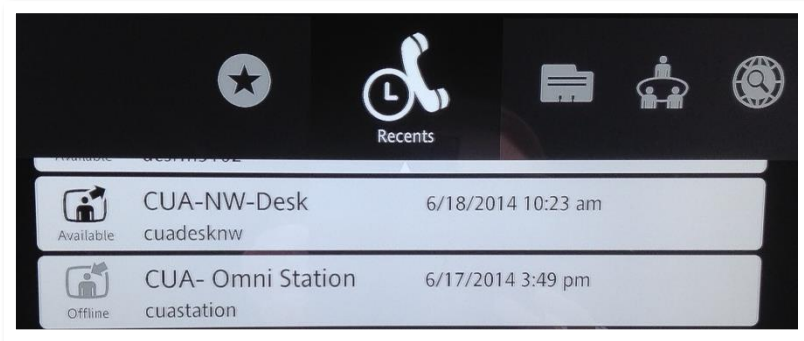 Recents
CUA-NW-Desk 6/18/2014 10:23 am
Available cuadesknw
CUA- Omni Station 6/17/2014 3:49 pm
Offline cuastation